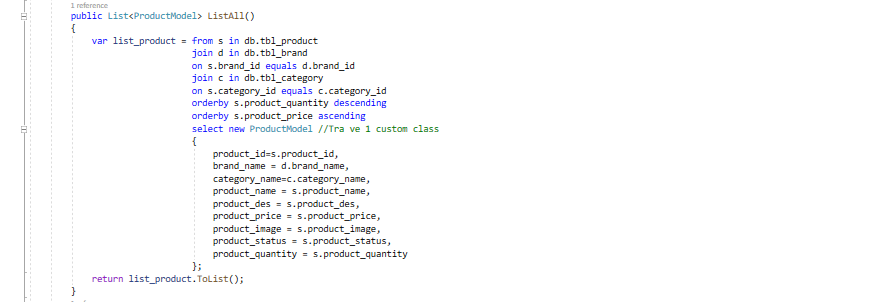 1 reference
public List<ProductModel> ListAll()
{
var list_product = from s in db.tbl_product
join d in db.tbl_brand
on s.brand_id equals d.brand_id
join c in db.tbl_category
on s.category_id equals c.category_id
orderby s.product_quantity descending
orderby s.product_price ascending
select new ProductModel //Tra ve 1 custom class
{
product_id=s.product_id,
brand_name = d.brand_name,
category_name=c.category_name,
product_name = s.product_name,
product_des = s.product_des,
product_price = s.product_price,
product_image = s.product_image,
product_status = s.product_status,
product_quantity = s.product_quantity
};
return list_product.ToList();
}